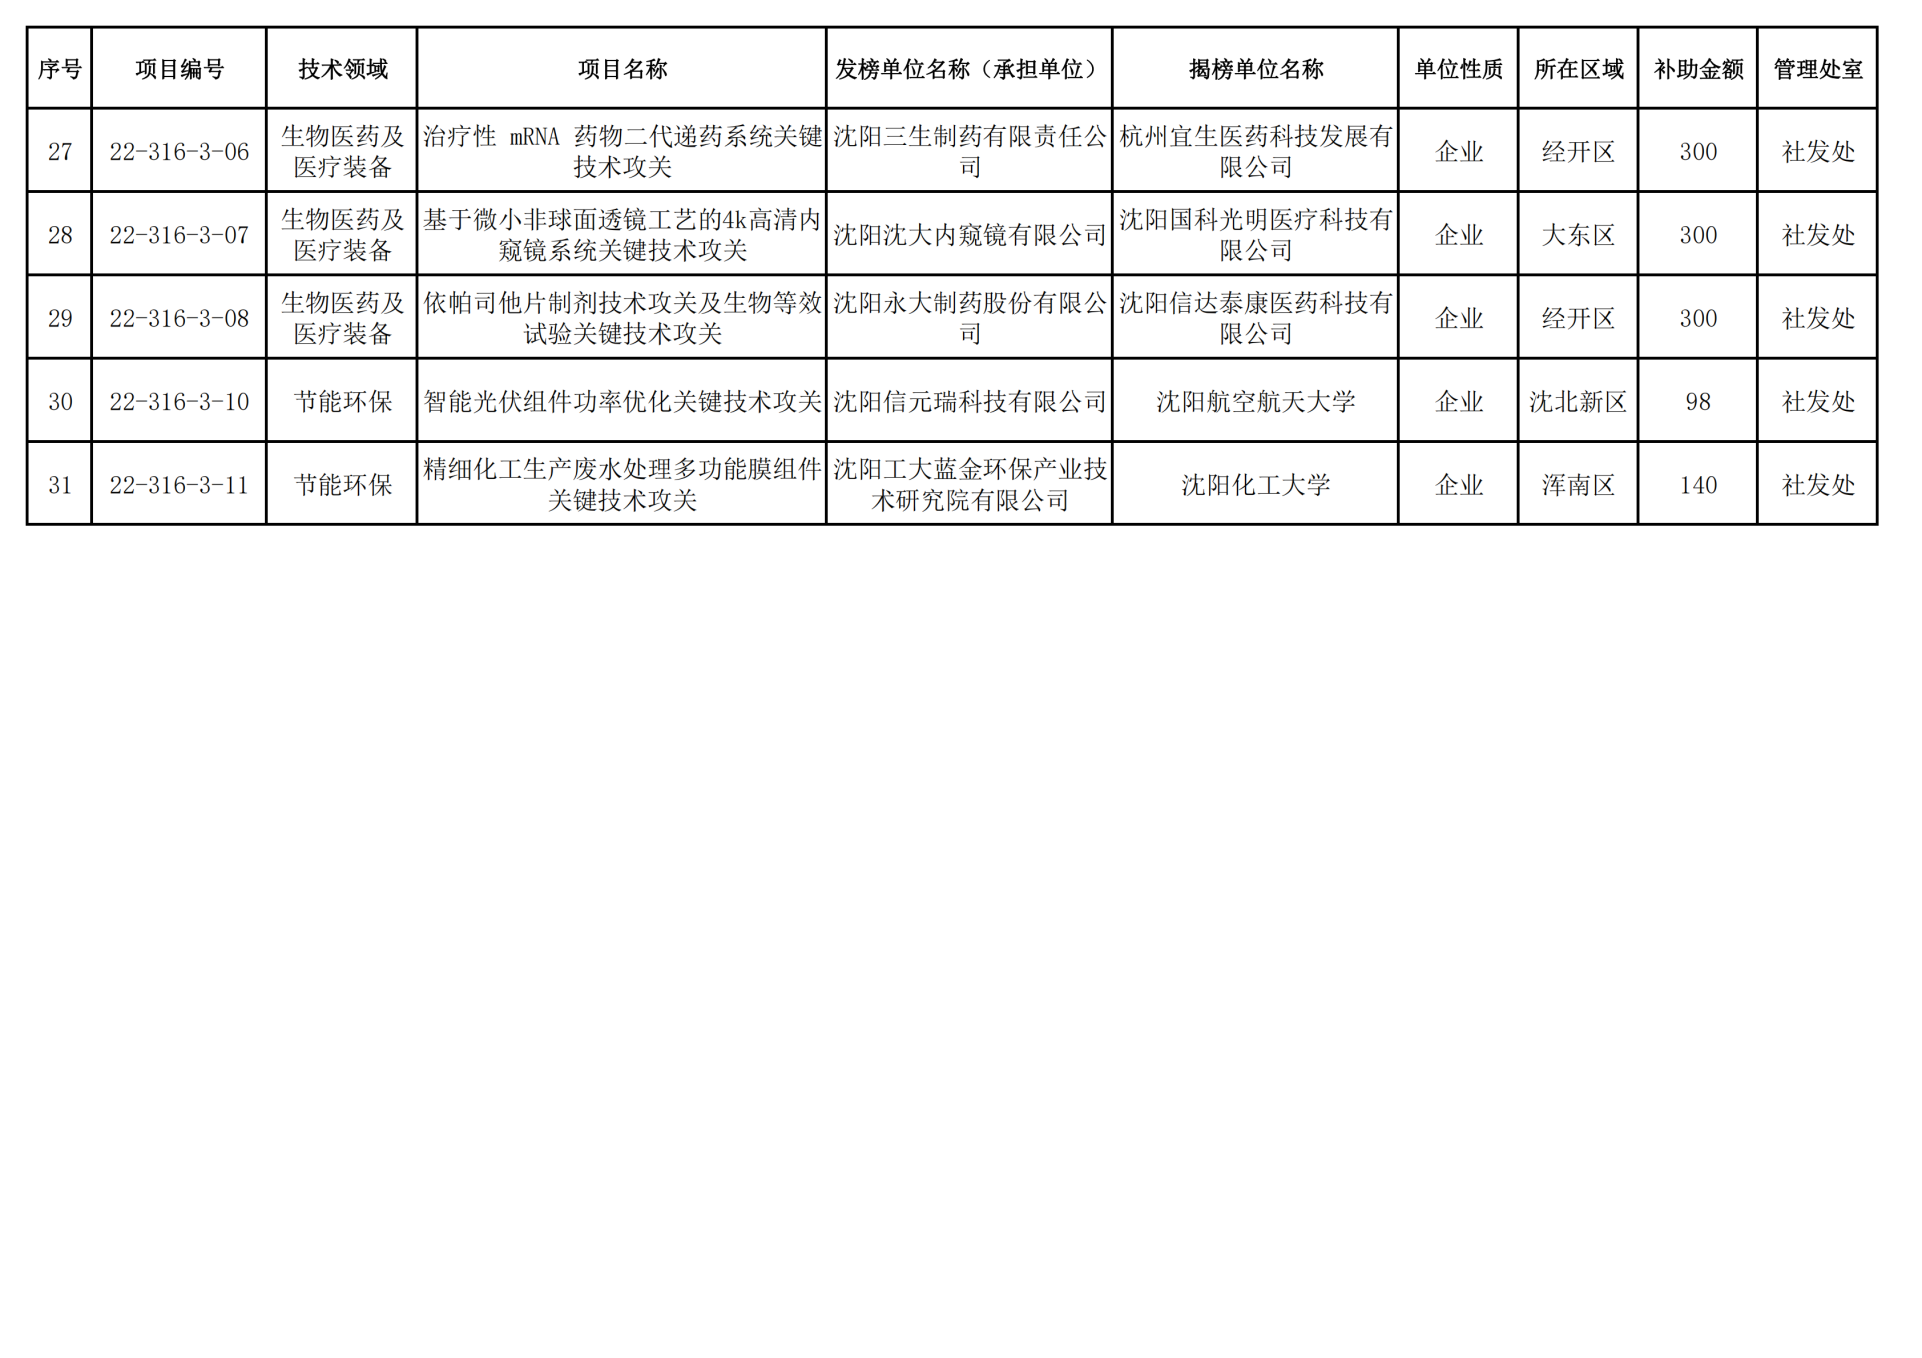 序号 项目编号 技术领域 项目名称 发榜单位名称（承担单位） 揭榜单位名称 单位性质 所在区域 补助金额 管理处室
27 22-316-3-06 生物医药及医疗装备 治疗性 mRNA 药物二代递药系统关键技术攻关 沈阳三生制药有限责任公司 杭州宜生医药科技发展有限公司 企业 经开区 300 社发处
28 22-316-3-07 生物医药及医疗装备 基于微小非球面透镜工艺的4k高清内窥镜系统关键技术攻关 沈阳沈大内窥镜有限公司 沈阳国科光明医疗科技有限公司 企业 大东区 300 社发处
29 22-316-3-08 生物医药及医疗装备 依帕司他片制剂技术攻关及生物等效试验关键技术攻关 沈阳永大制药股份有限公司 沈阳信达泰康医药科技有限公司 企业 经开区 300 社发处
30 22-316-3-10 节能环保 智能光伏组件功率优化关键技术攻关 沈阳信元瑞科技有限公司 沈阳航空航天大学 企业 沈北新区 98 社发处
31 22-316-3-11 节能环保 精细化工生产废水处理多功能膜组件关键技术攻关 沈阳工大蓝金环保产业技术研究院有限公司 沈阳化工大学 企业 浑南区 140 社发处